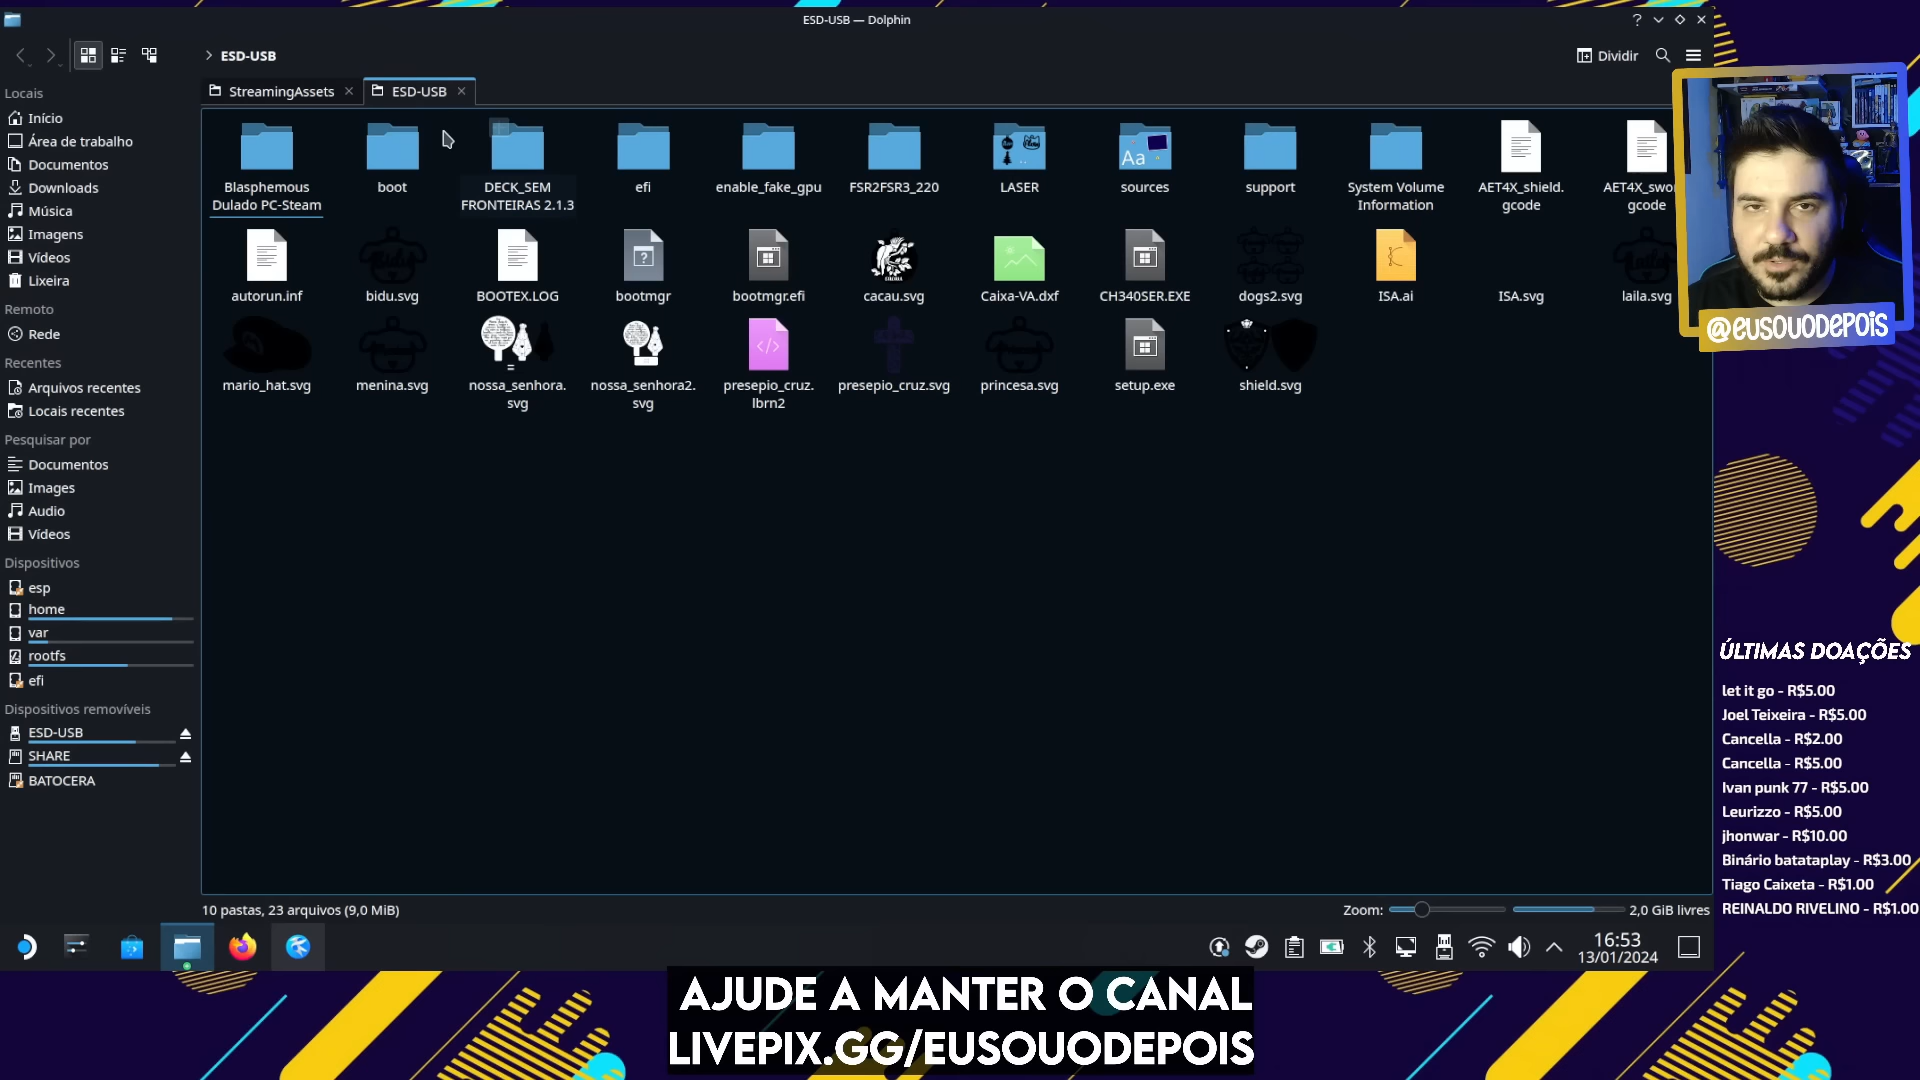 ESD-USB — Dolphin
ESD-USB
Dividir
StreamingAssets
ESD-USB
Locais
Início
Área de trabalho
Documentos
Downloads
Música
Imagens
Vídeos
Lixeira
Remoto
Rede
Recentes
Arquivos recentes
Locais recentes
Pesquisar por
Documentos
Images
Audio
Vídeos
Dispositivos
esp
home
var
rootfs
efi
Dispositivos removíveis
ESD-USB
SHARE
BATOCERA
Blasphemous
Dulado PC-Steam
boot
DECK_SEM
FRONTEIRAS 2.1.3
efi
enable_fake_gpu
FSR2FSR3_220
LASER
sources
support
System Volume
Information
AET4X_shield.
gcode
AET4X_swo
gcode
autorun.inf
bidu.svg
BOOTEX.LOG
bootmgr
bootmgr.efi
cacau.svg
Caixa-VA.dxf
CH340SER.EXE
dogs2.svg
ISA.ai
ISA.svg
laila.svg
mario_hat.svg
menina.svg
nossa_senhora.
svg
nossa_senhora2.
svg
presepio_cruz.
lbrn2
presepio_cruz.svg
princesa.svg
setup.exe
shield.svg
10 pastas, 23 arquivos (9,0 MiB)
Zoom:
2,0 GiB livres
16:53
13/01/2024
@eusouodepois
ÚLTIMAS DOAÇÕES
let it go - R$5.00
Joel Teixeira - R$5.00
Cancella - R$2.00
Cancella - R$5.00
Ivan punk 77 - R$5.00
Leurizzo - R$5.00
jhonwar - R$10.00
Binário batataplay - R$3.00
Tiago Caixeta - R$1.00
REINALDO RIVELINO - R$1.00
AJUDE A MANTER O CANAL
LIVEPIX.GG/EUSOUODEPOIS